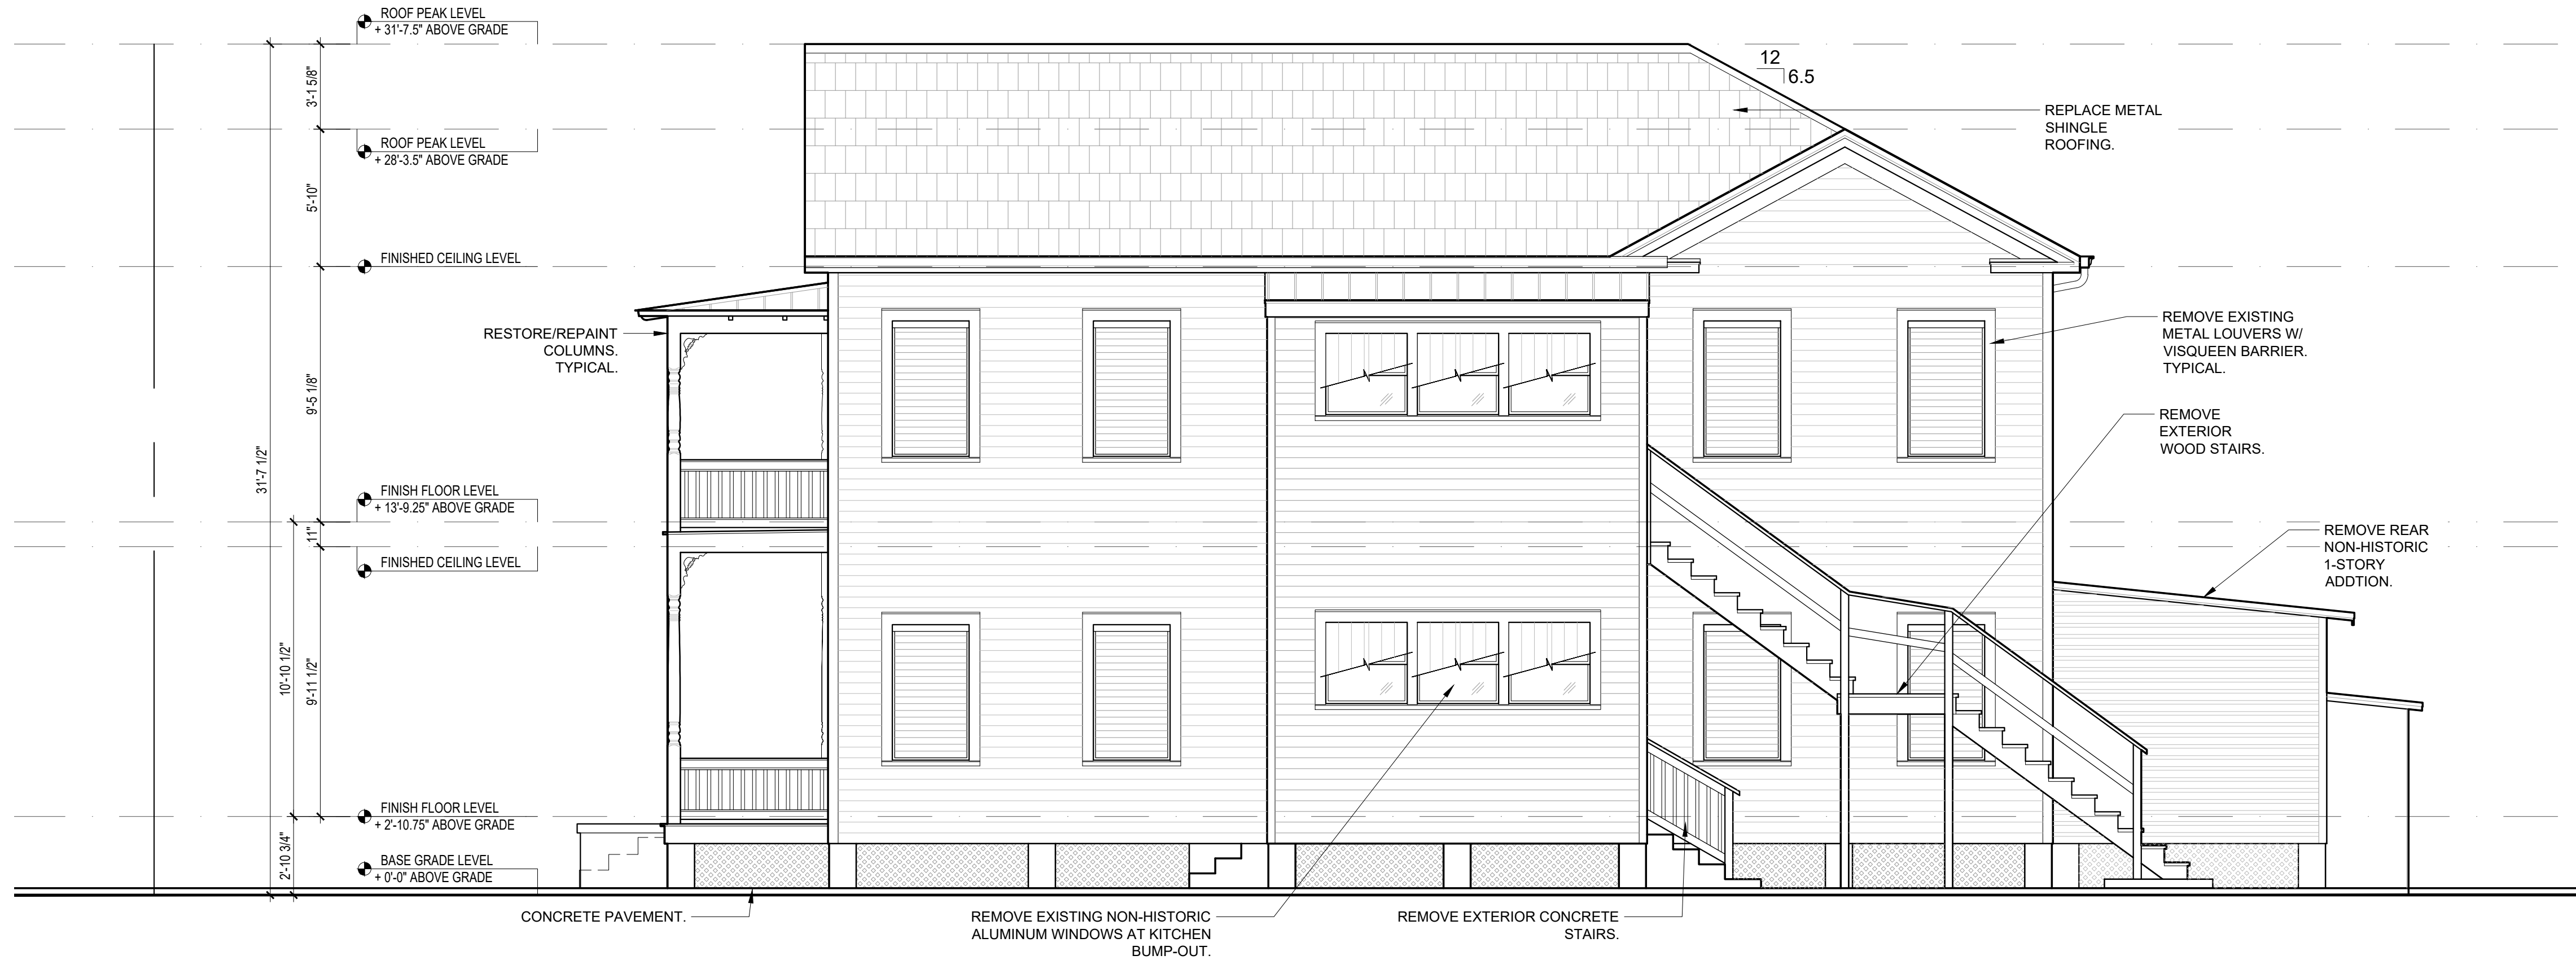 ROOF PEAK LEVEL
+ 31'-7.5" ABOVE GRADE
3'-1 5/8"
12
6.5
REPLACE METAL
SHINGLE
ROOFING.
ROOF PEAK LEVEL
+ 28'-3.5" ABOVE GRADE
5'-10"
FINISHED CEILING LEVEL
RESTORE/REPAINT
COLUMNS.
TYPICAL.
REMOVE EXISTING
METAL LOUVERS W/
VISQUEEN BARRIER.
TYPICAL.
9'-5 1/8"
REMOVE
EXTERIOR
WOOD STAIRS.
31'-7 1/2"
FINISH FLOOR LEVEL
+ 13'-9.25" ABOVE GRADE
11"
FINISHED CEILING LEVEL
REMOVE REAR
NON-HISTORIC
1-STORY
ADDTION.
10'-10 1/2"
9'-11 1/2"
FINISH FLOOR LEVEL
+ 2'-10.75" ABOVE GRADE
2'-10 3/4"
BASE GRADE LEVEL
+ 0'-0" ABOVE GRADE
CONCRETE PAVEMENT.
REMOVE EXISTING NON-HISTORIC
ALUMINUM WINDOWS AT KITCHEN
BUMP-OUT.
REMOVE EXTERIOR CONCRETE
STAIRS.